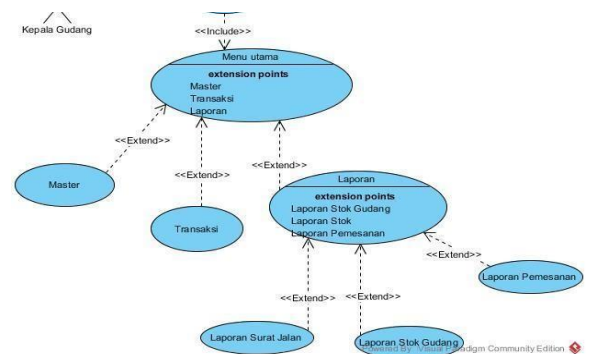 Kepala Gudang
<<Include>>
Menu utama
extension points
Master
Transaksi
Laporan
<<Extend>>
<<Extend>>
<<Extend>>
Master
Transaksi
Laporan
extension points
Laporan Stok Gudang
Laporan Stok
Laporan Pemesanan
<<Extend>>
Laporan Pemesanan
<<Extend>>
<<Extend>>
Laporan Surat Jalan
Laporan Stok Gudang
Powered By: Visual Paradigm Community Edition